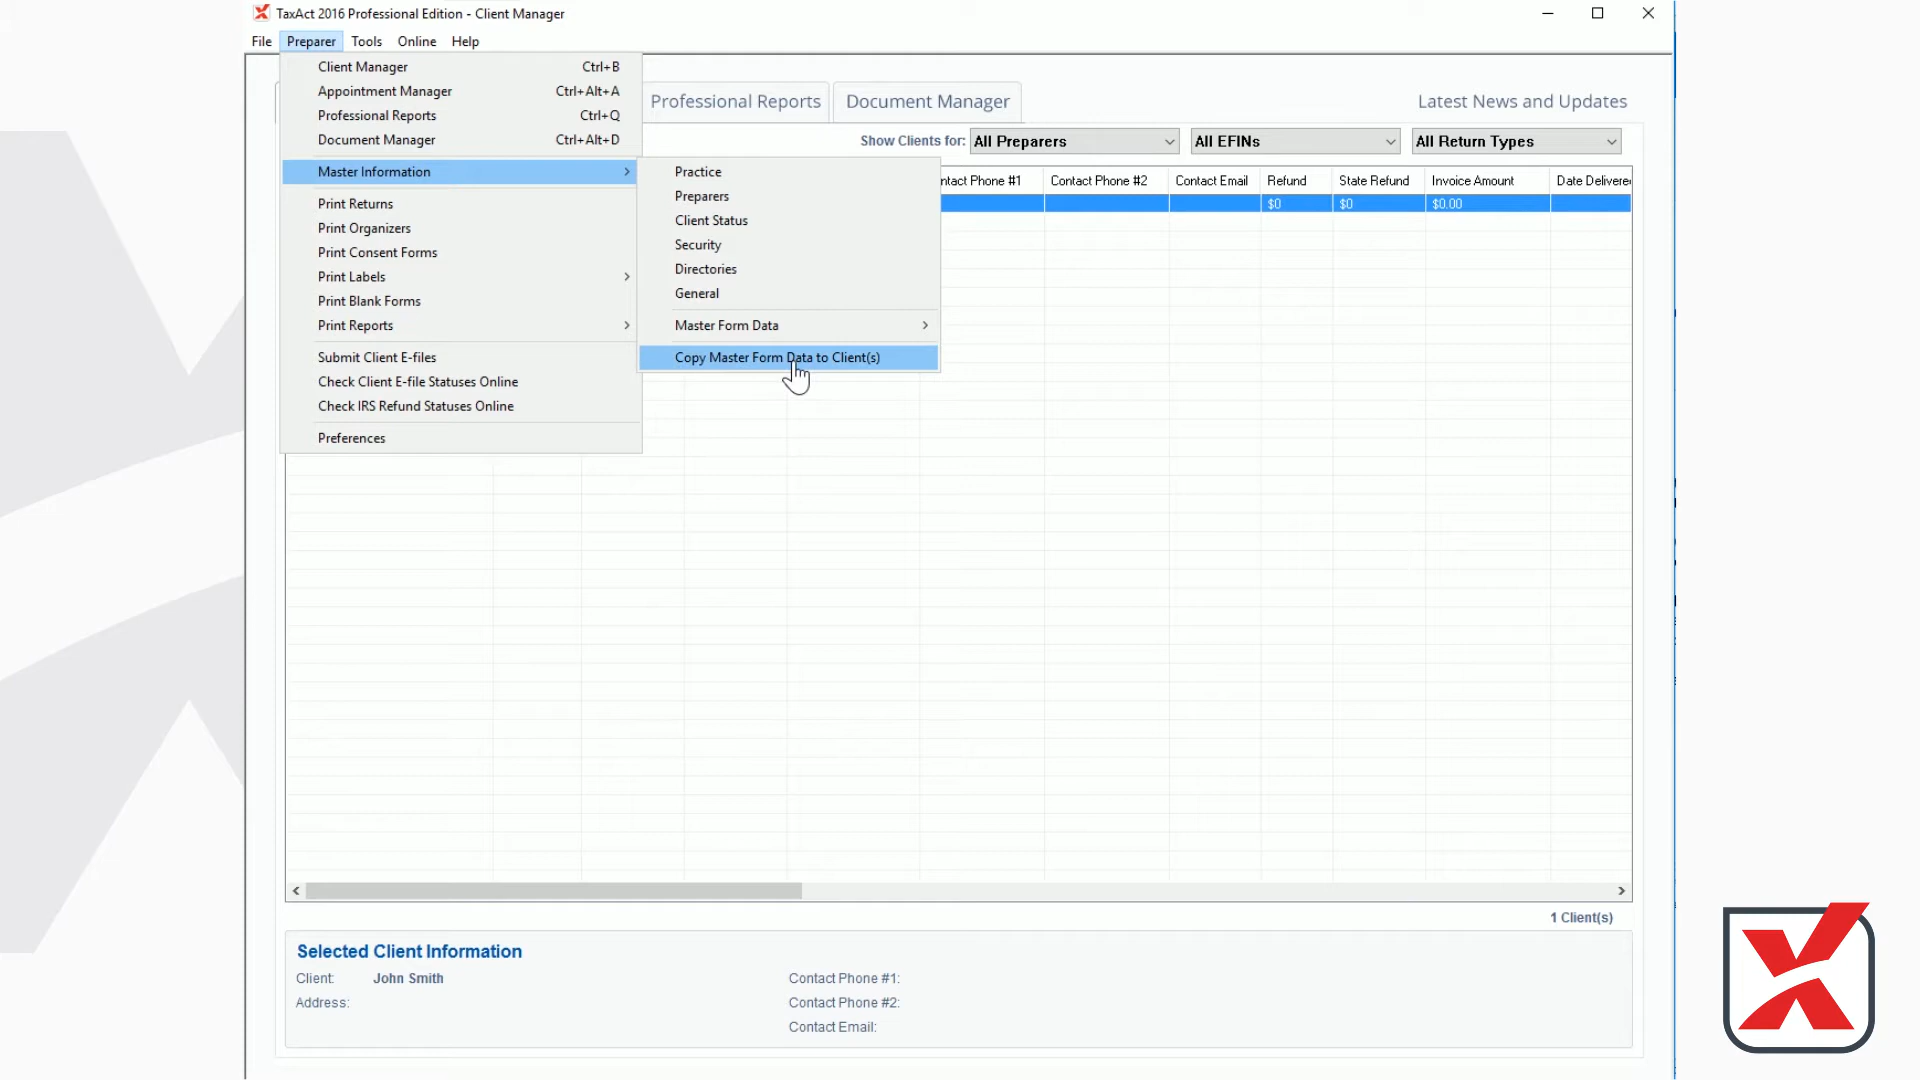 TaxAct 2016 Professional Edition - Client Manager
File Preparer Tools Online Help
Client Manager Ctrl+B
Appointment Manager Ctrl+Alt+A
Professional Reports Ctrl+Q
Document Manager Ctrl+Alt+D
Master Information
Print Returns
Print Organizers
Print Consent Forms
Print Labels
Print Blank Forms
Print Reports
Submit Client E-files
Check Client E-file Statuses Online
Check IRS Refund Statuses Online
Preferences
Practice
Preparers
Client Status
Security
Directories
General
Master Form Data
Copy Master Form Data to Client(s)
Professional Reports Document Manager Latest News and Updates
Show Clients for: All Preparers All EFINs All Return Types
ntact Phone #1 Contact Phone #2 Contact Email Refund State Refund Invoice Amount Date Delivere
$0 $0 $0.00
1 Client(s)
Selected Client Information
Client: John Smith Contact Phone #1:
Address: Contact Phone #2:
Contact Email: